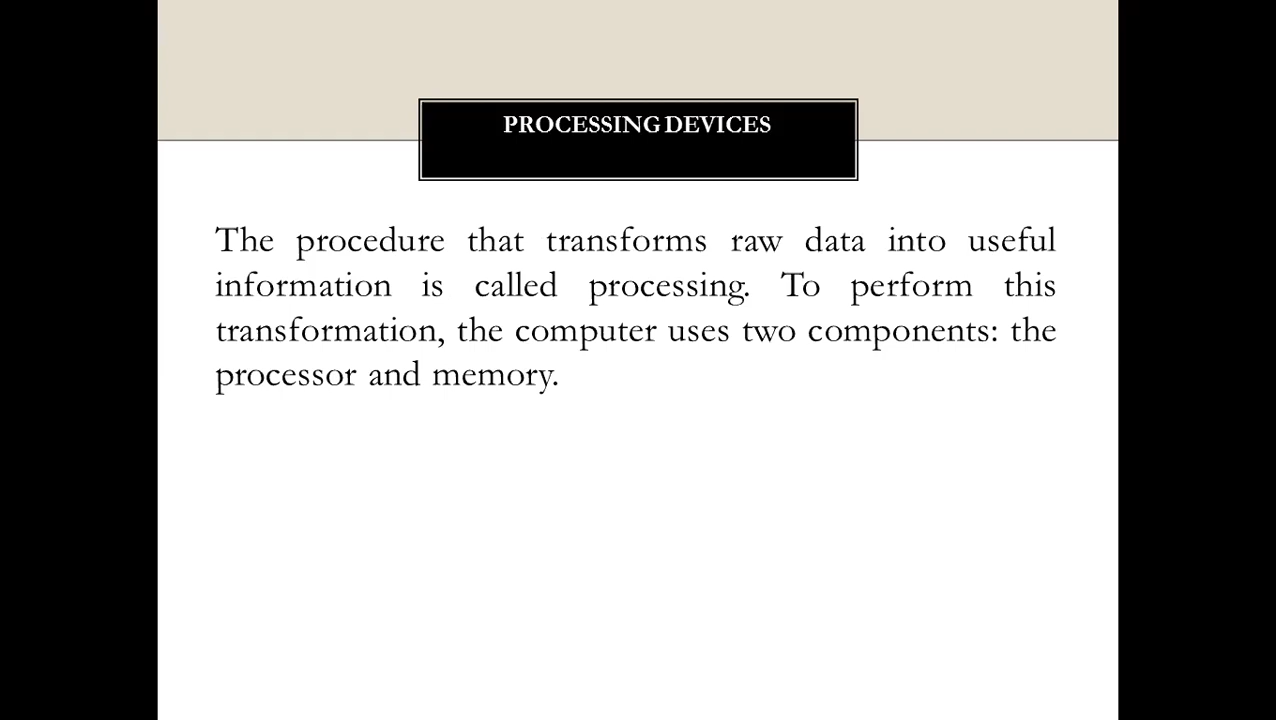 PROCESSING DEVICES
The procedure that transforms raw data into useful
information is called processing. To perform this
transformation, the computer uses two components: the
processor and memory.